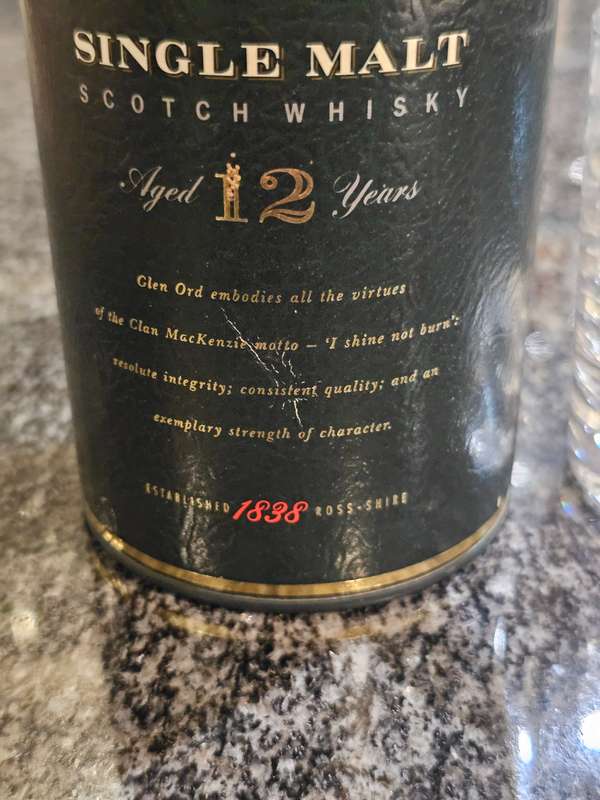 SINGLE MALT
SCOTCH WHISKY
Aged 12 Years
Glen Ord embodies all the virtues
of the Clan MacKenzie motto – 'I shine not burn':
resolute integrity; consistent quality; and an
exemplary strength of character.
ESTABLISHED 1838 ROSS-SHIRE